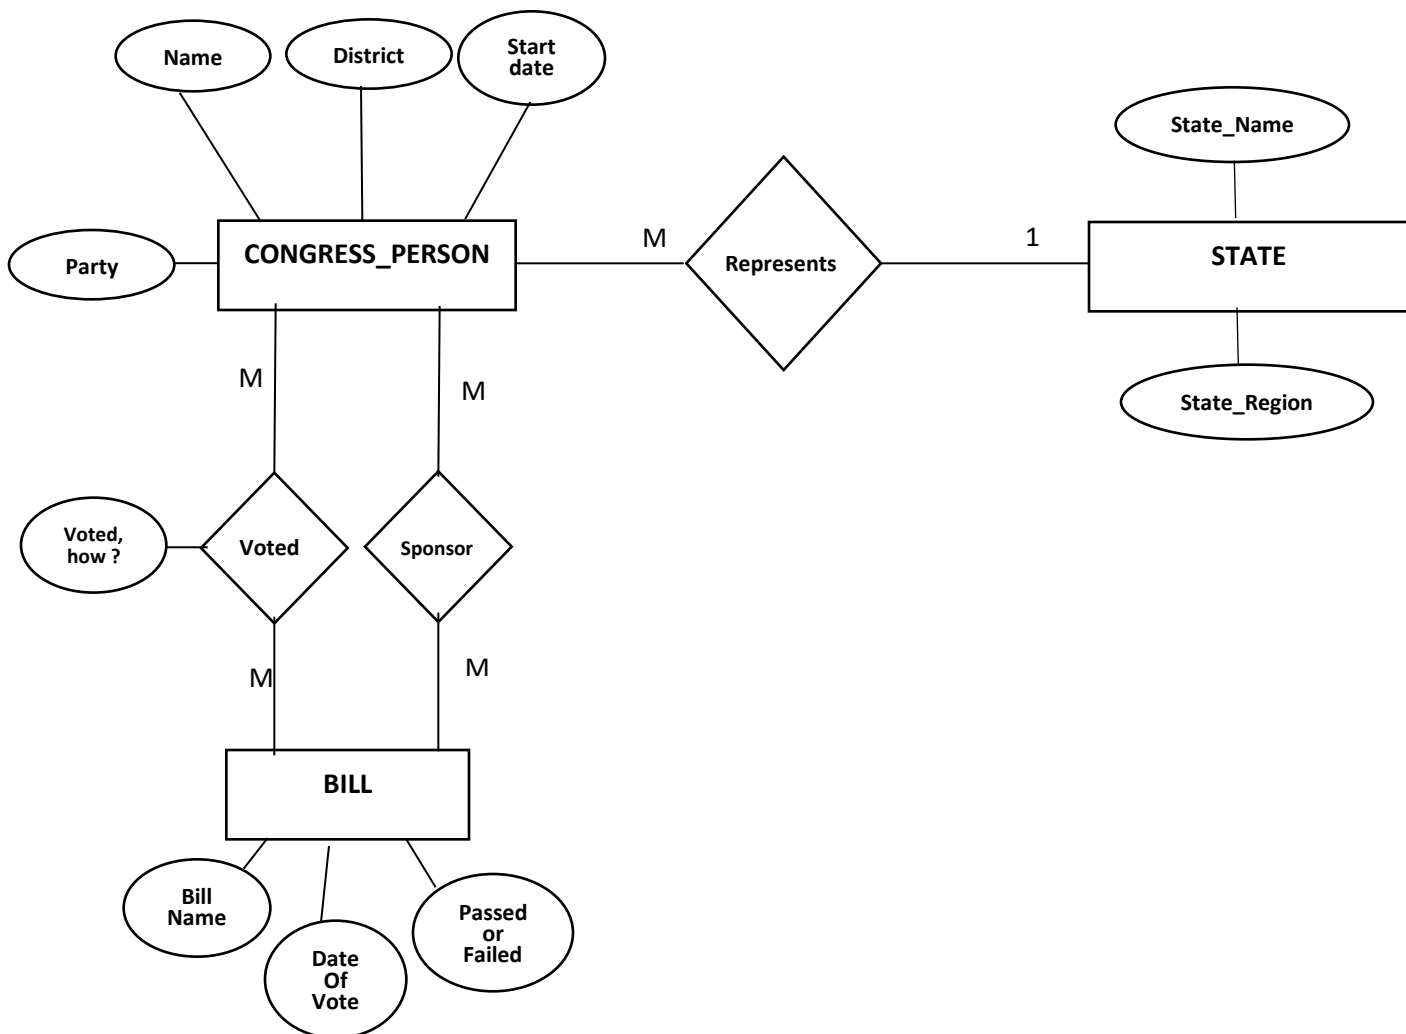 Name
District
Start
date
State_Name
Party
CONGRESS_PERSON
M
Represents
1
STATE
State_Region
M
M
Voted,
how ?
Voted
Sponsor
M
M
BILL
Bill
Name
Date
Of
Vote
Passed
or
Failed